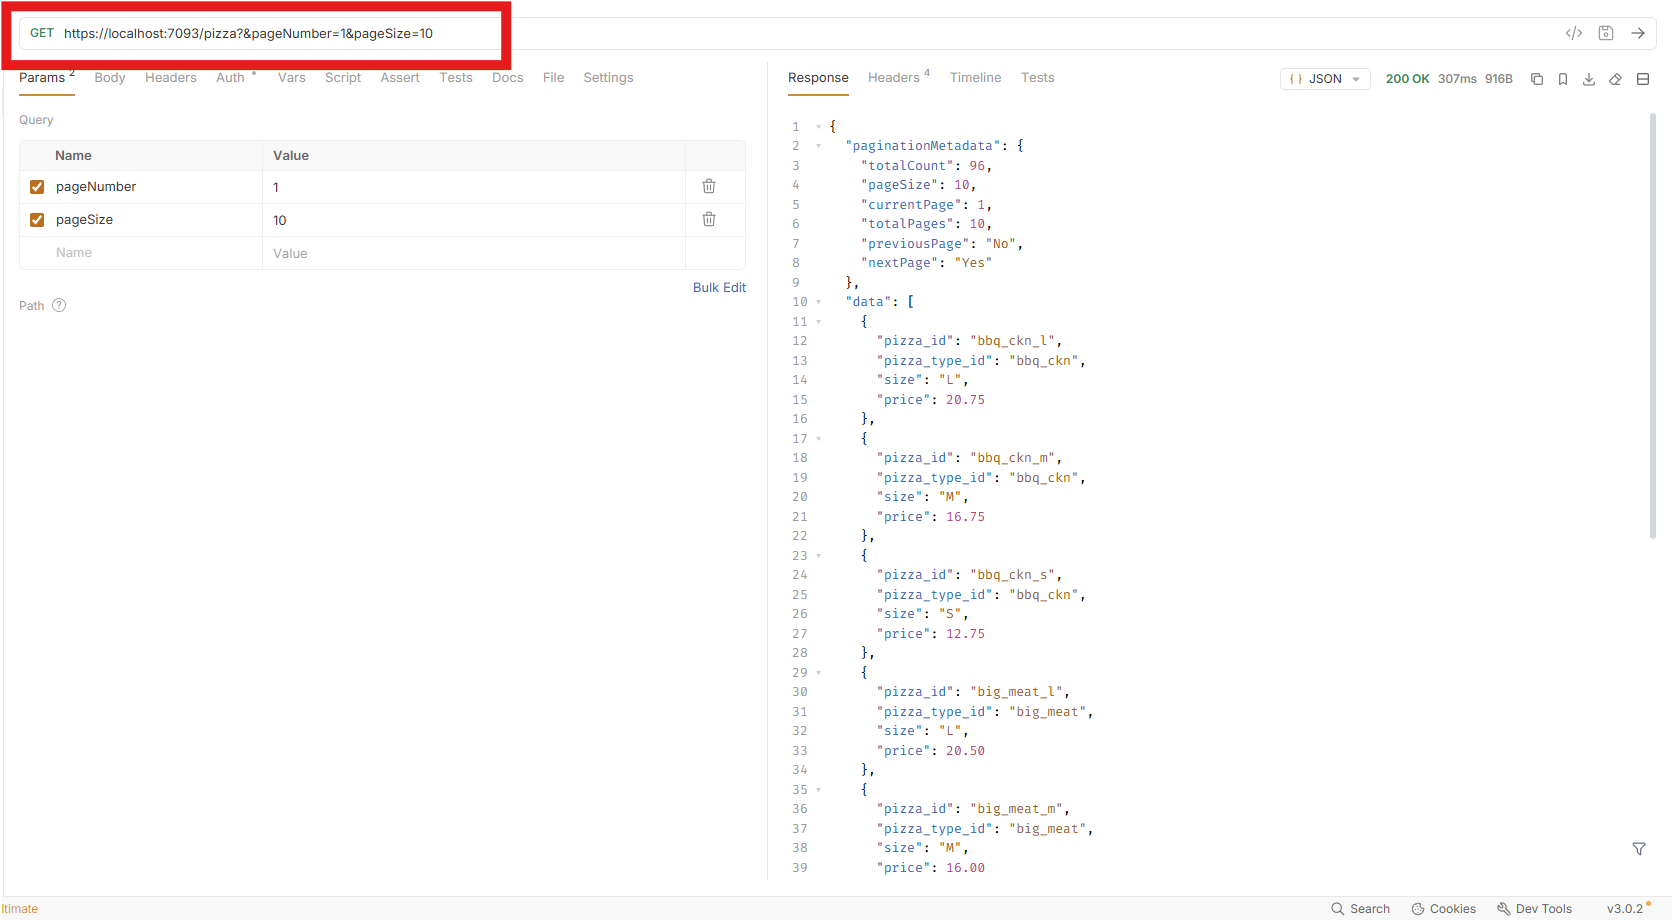 GET https://localhost:7093/pizza?&pageNumber=1&pageSize=10
Params 2 Body Headers Auth Vars Script Assert Tests Docs File Settings
Query
Name Value
pageNumber 1
pageSize 10
Name Value
Bulk Edit
Path ?
Response Headers 4 Timeline Tests { } JSON 200 OK 307ms 916B
1 {
2 "paginationMetadata": {
3 "totalCount": 96,
4 "pageSize": 10,
5 "currentPage": 1,
6 "totalPages": 10,
7 "previousPage": "No",
8 "nextPage": "Yes"
9 },
10 "data": [
11 {
12 "pizza_id": "bbq_ckn_l",
13 "pizza_type_id": "bbq_ckn",
14 "size": "L",
15 "price": 20.75
16 },
17 {
18 "pizza_id": "bbq_ckn_m",
19 "pizza_type_id": "bbq_ckn",
20 "size": "M",
21 "price": 16.75
22 },
23 {
24 "pizza_id": "bbq_ckn_s",
25 "pizza_type_id": "bbq_ckn",
26 "size": "S",
27 "price": 12.75
28 },
29 {
30 "pizza_id": "big_meat_l",
31 "pizza_type_id": "big_meat",
32 "size": "L",
33 "price": 20.50
34 },
35 {
36 "pizza_id": "big_meat_m",
37 "pizza_type_id": "big_meat",
38 "size": "M",
39 "price": 16.00
ltimate Search Cookies Dev Tools v3.0.2